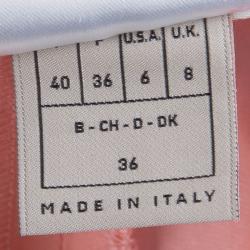 U.S.A. U.K.
40 36 6 8
B - CH - D - DK
36
MADE IN ITALY